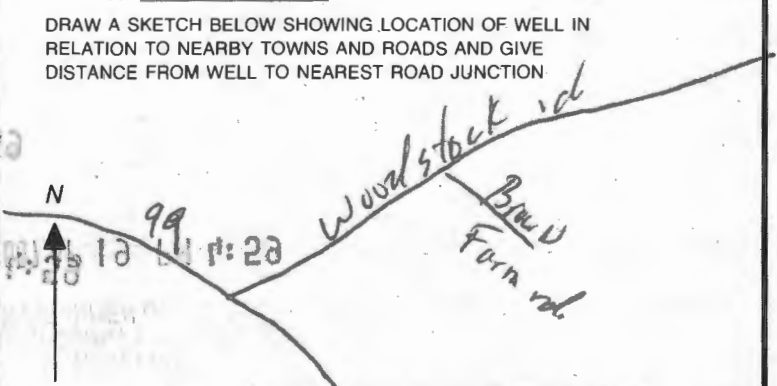 DRAW A SKETCH BELOW SHOWING LOCATION OF WELL IN
RELATION TO NEARBY TOWNS AND ROADS AND GIVE
DISTANCE FROM WELL TO NEAREST ROAD JUNCTION
Woodstock rd
N
99
Farm rd.